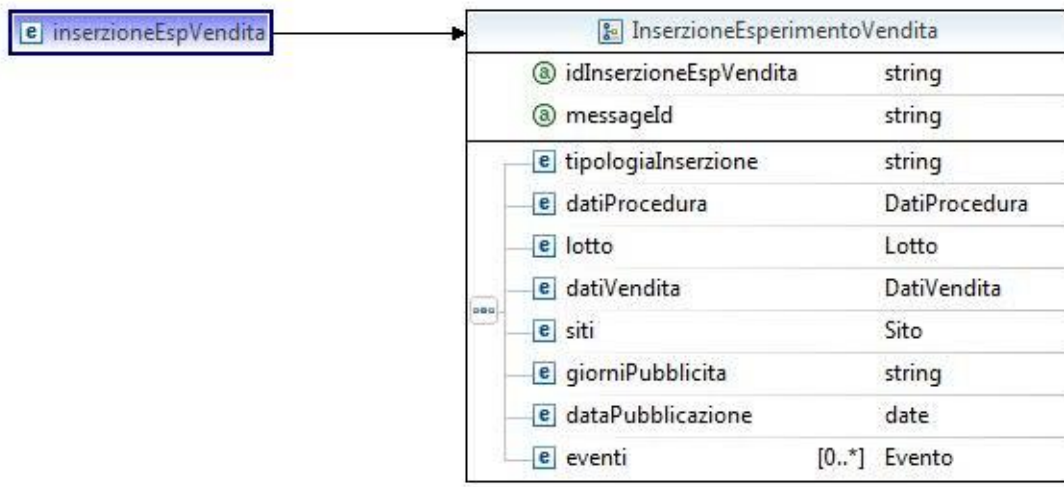 e inserzioneEspVendita
InserzioneEsperimentoVendita
a idInserzioneEspVendita string
a messageId string
e tipologiaInserzione string
e datiProcedura DatiProcedura
e lotto Lotto
e datiVendita DatiVendita
e siti Sito
e giorniPubblicita string
e dataPubblicazione date
e eventi [0..*] Evento